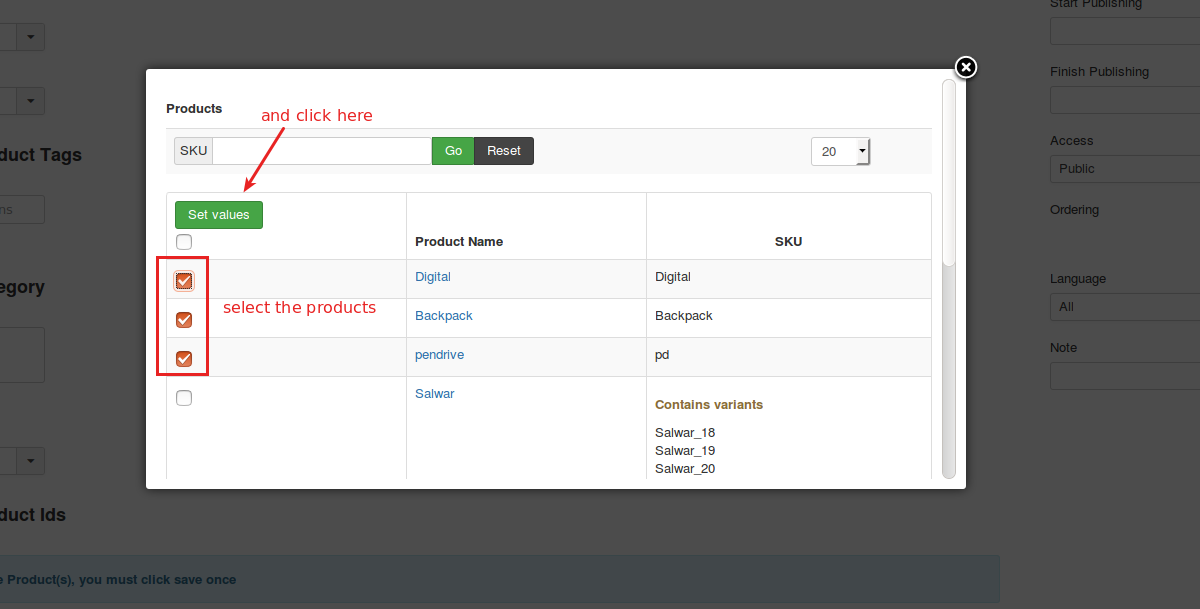 Start Publishing
Finish Publishing
Products
and click here
SKU
Go
Reset
20
Access
duct Tags
Public
ns
Set values
Ordering
Product Name
SKU
Digital
Digital
Language
egory
select the products
All
Backpack
Backpack
pendrive
pd
Note
Salwar
Contains variants
Salwar_18
Salwar_19
Salwar_20
duct Ids
e Product(s), you must click save once